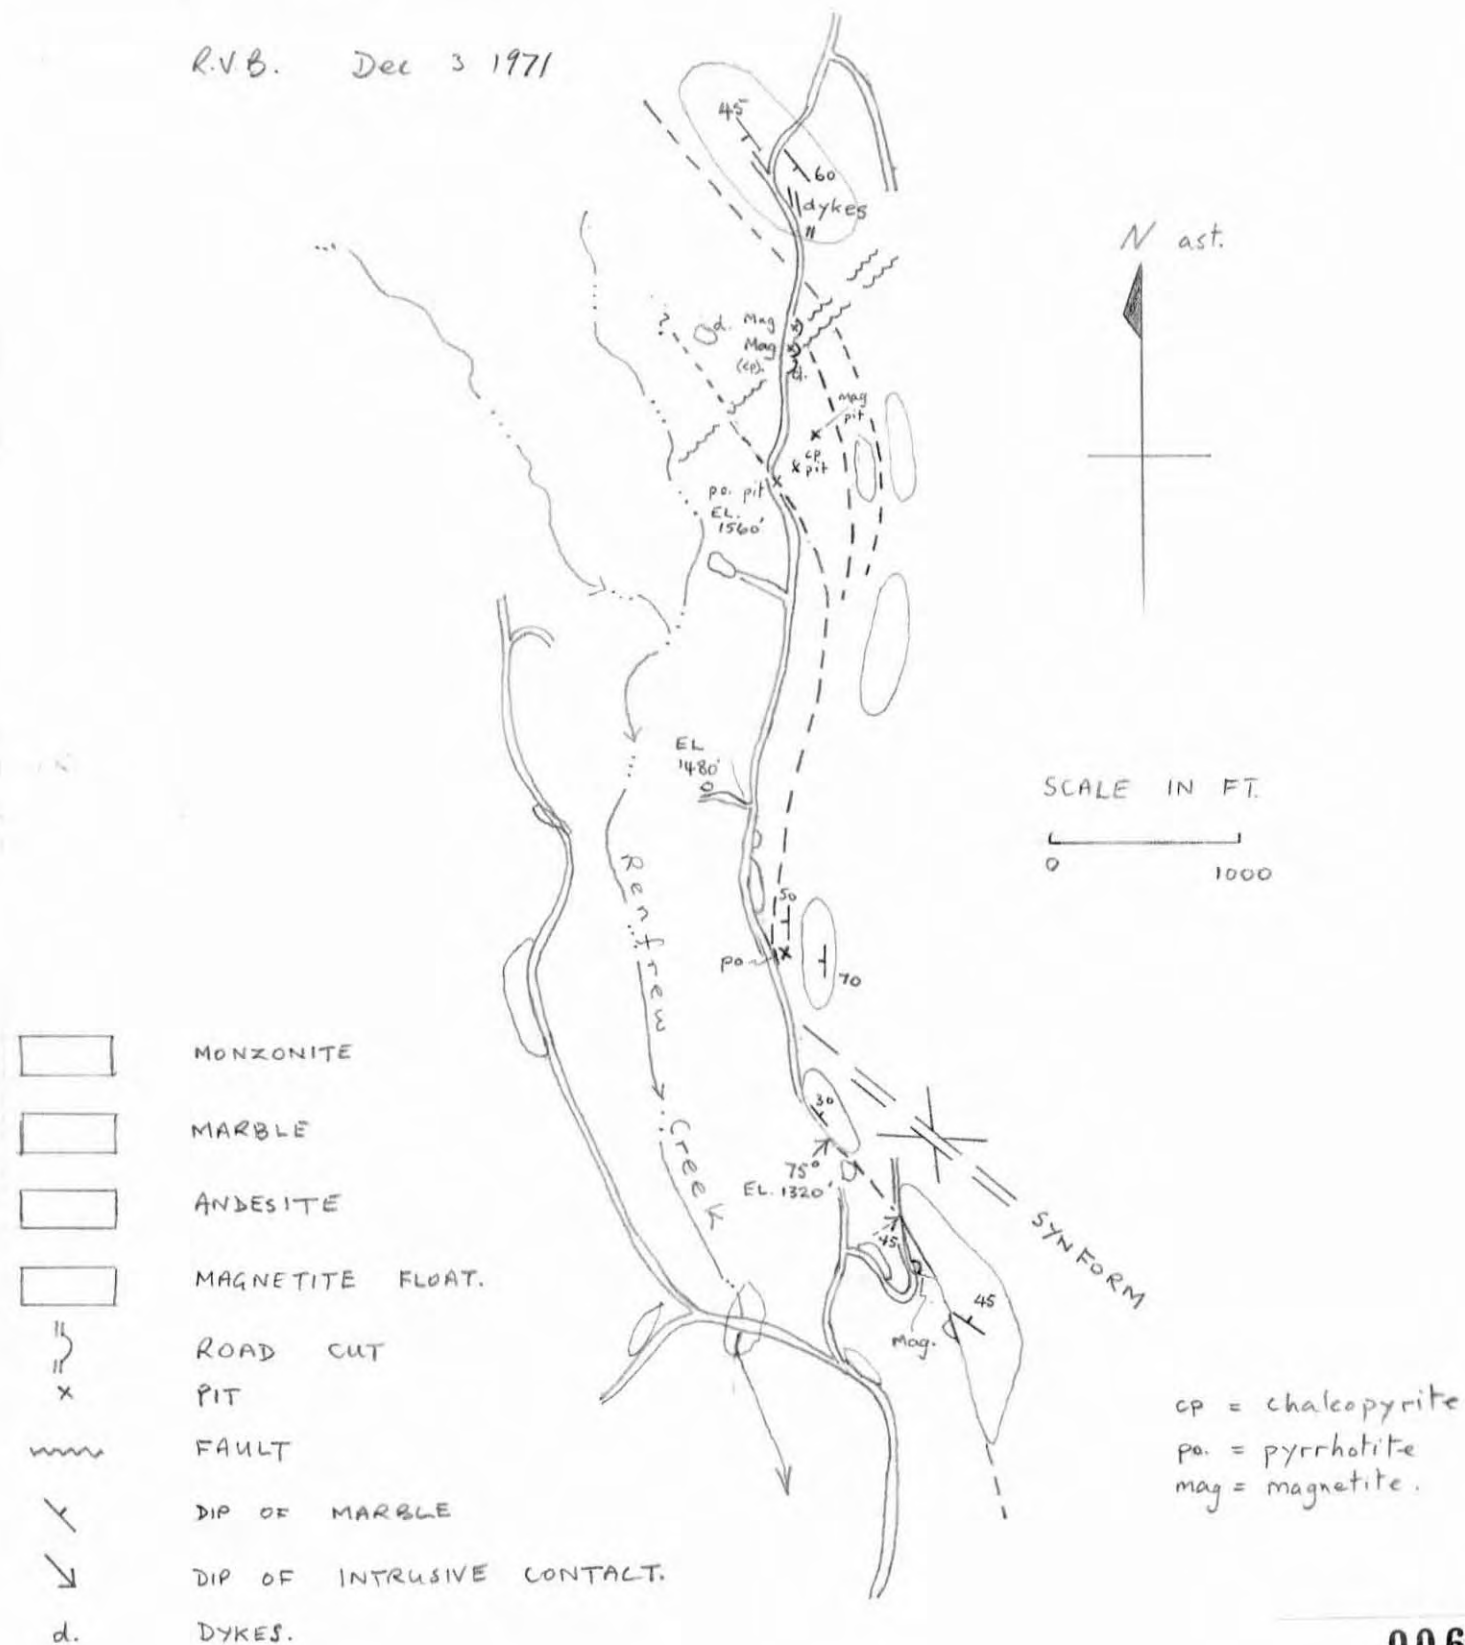 R.V.B. Dec 3 1971
45
60
dykes
N ast.
?
d. Mag
Mag
(cp).
d.
mag
pit
cp
pit
po. pit
EL.
1560'
EL
1480'
SCALE IN FT.
0 1000
Renfrew Creek
50
po
70
30
75°
EL. 1320'
45
SYNFORM
45
Mag.
MONZONITE
MARBLE
ANDESITE
MAGNETITE FLOAT.
ROAD CUT
x PIT
FAULT
DIP OF MARBLE
DIP OF INTRUSIVE CONTACT.
d. DYKES.
cp = chalcopyrite
po. = pyrrhotite
mag = magnetite.